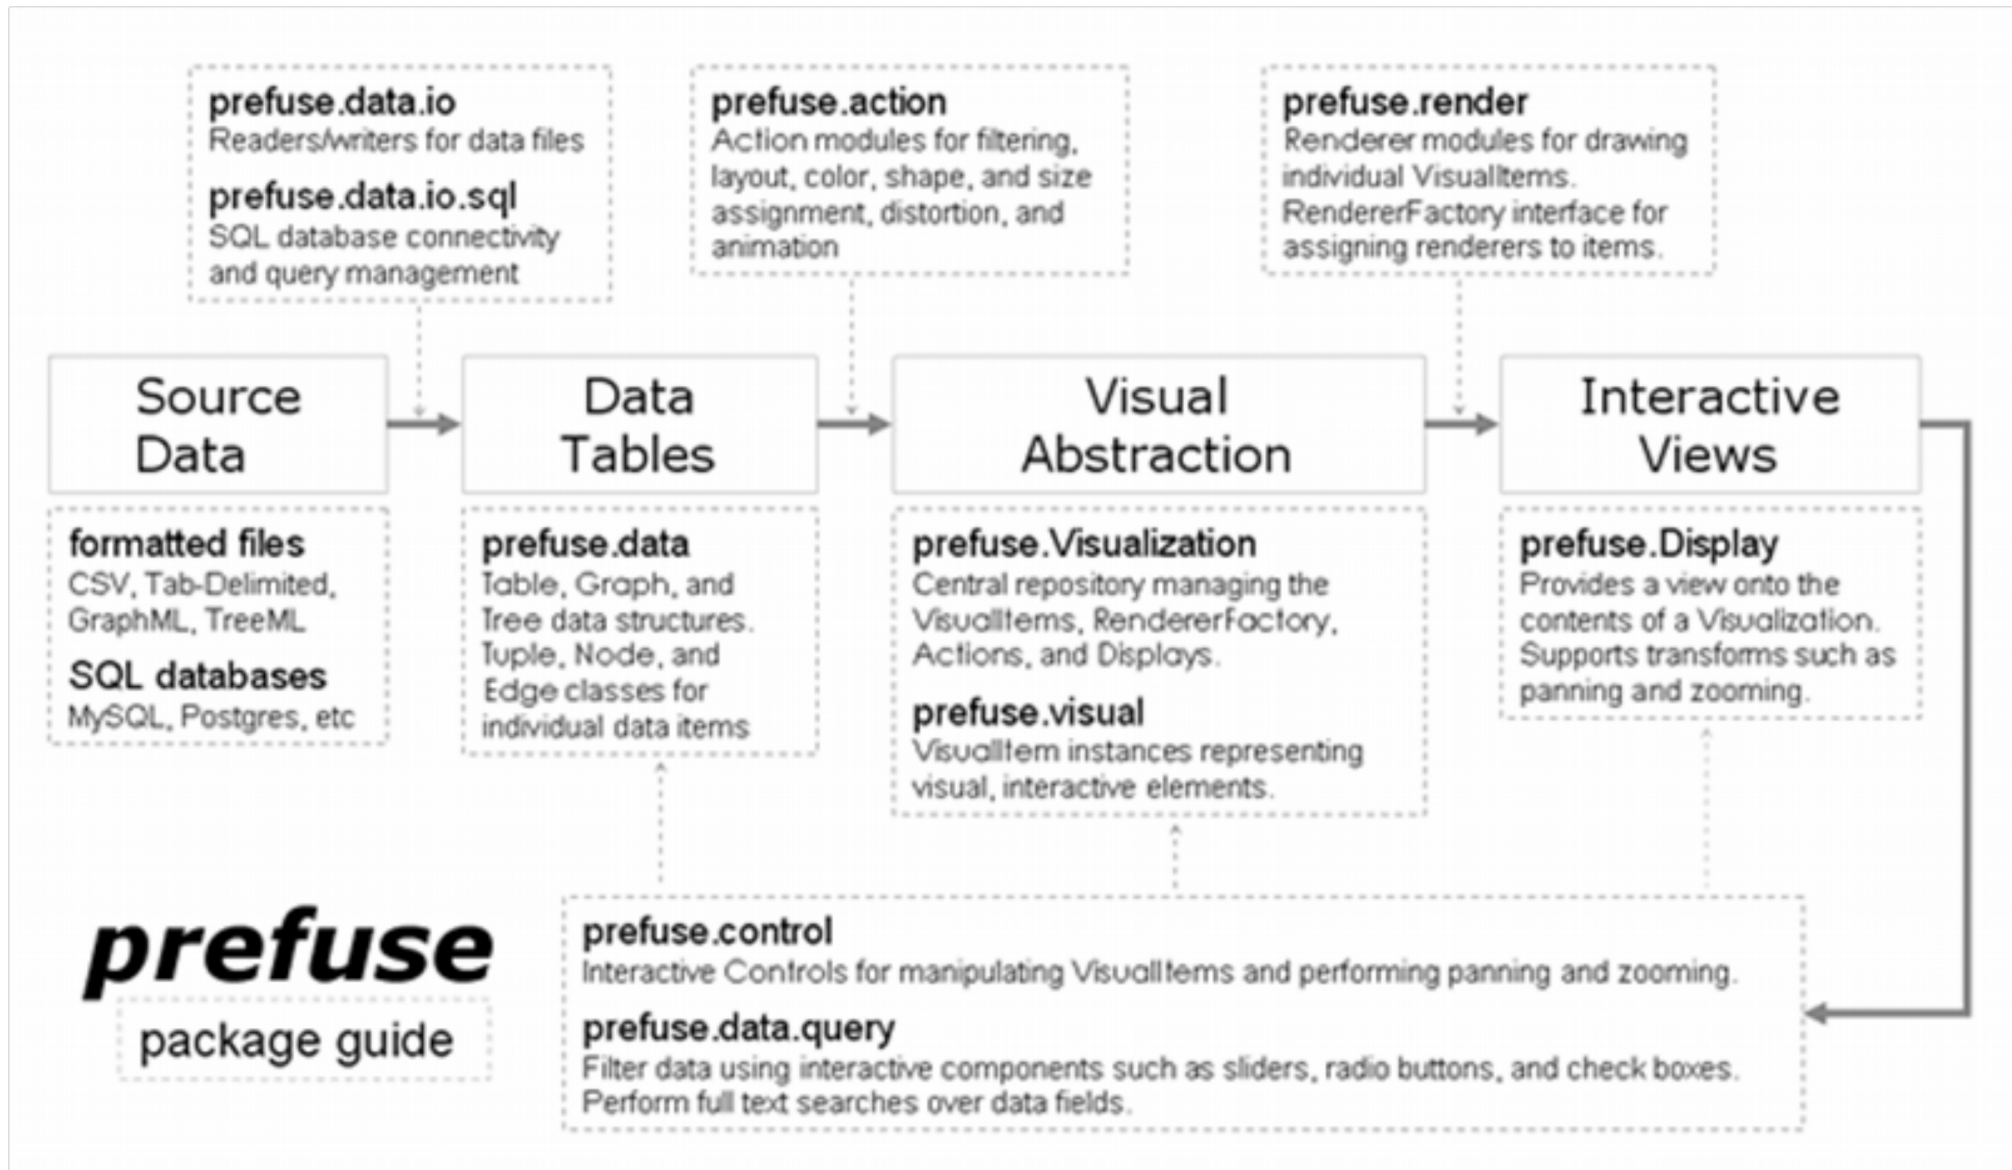 prefuse.data.io
Readers/writers for data files
prefuse.data.io.sql
SQL database connectivity
and query management
prefuse.action
Action modules for filtering,
layout, color, shape, and size
assignment, distortion, and
animation
prefuse.render
Renderer modules for drawing
individual VisualItems.
RendererFactory interface for
assigning renderers to items.
Source
Data
Data
Tables
Visual
Abstraction
Interactive
Views
formatted files
CSV, Tab-Delimited,
GraphML, TreeML
SQL databases
MySQL, Postgres, etc
prefuse.data
Table, Graph, and
Tree data structures.
Tuple, Node, and
Edge classes for
individual data items
prefuse.Visualization
Central repository managing the
VisualItems, RendererFactory,
Actions, and Displays.
prefuse.visual
VisualItem instances representing
visual, interactive elements.
prefuse.Display
Provides a view onto the
contents of a Visualization.
Supports transforms such as
panning and zooming.
prefuse
package guide
prefuse.control
Interactive Controls for manipulating VisualItems and performing panning and zooming.
prefuse.data.query
Filter data using interactive components such as sliders, radio buttons, and check boxes.
Perform full text searches over data fields.